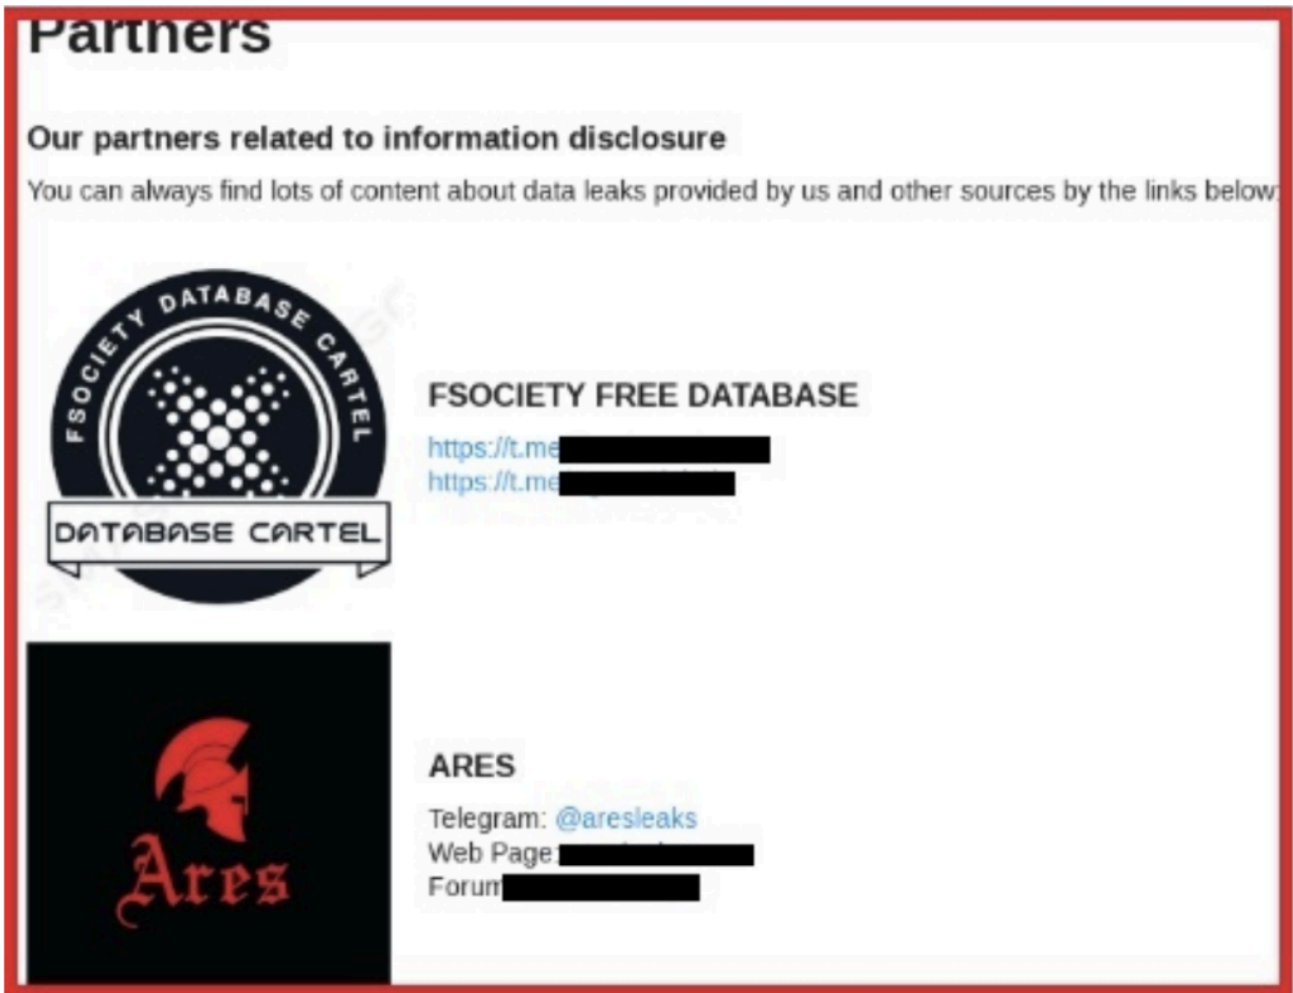 Partners
Our partners related to information disclosure
You can always find lots of content about data leaks provided by us and other sources by the links below:
FSOCIETY DATABASE CARTEL
DATABASE CARTEL
FSOCIETY FREE DATABASE
https://t.me
https://t.me
Ares
ARES
Telegram: @aresleaks
Web Page:
Forum